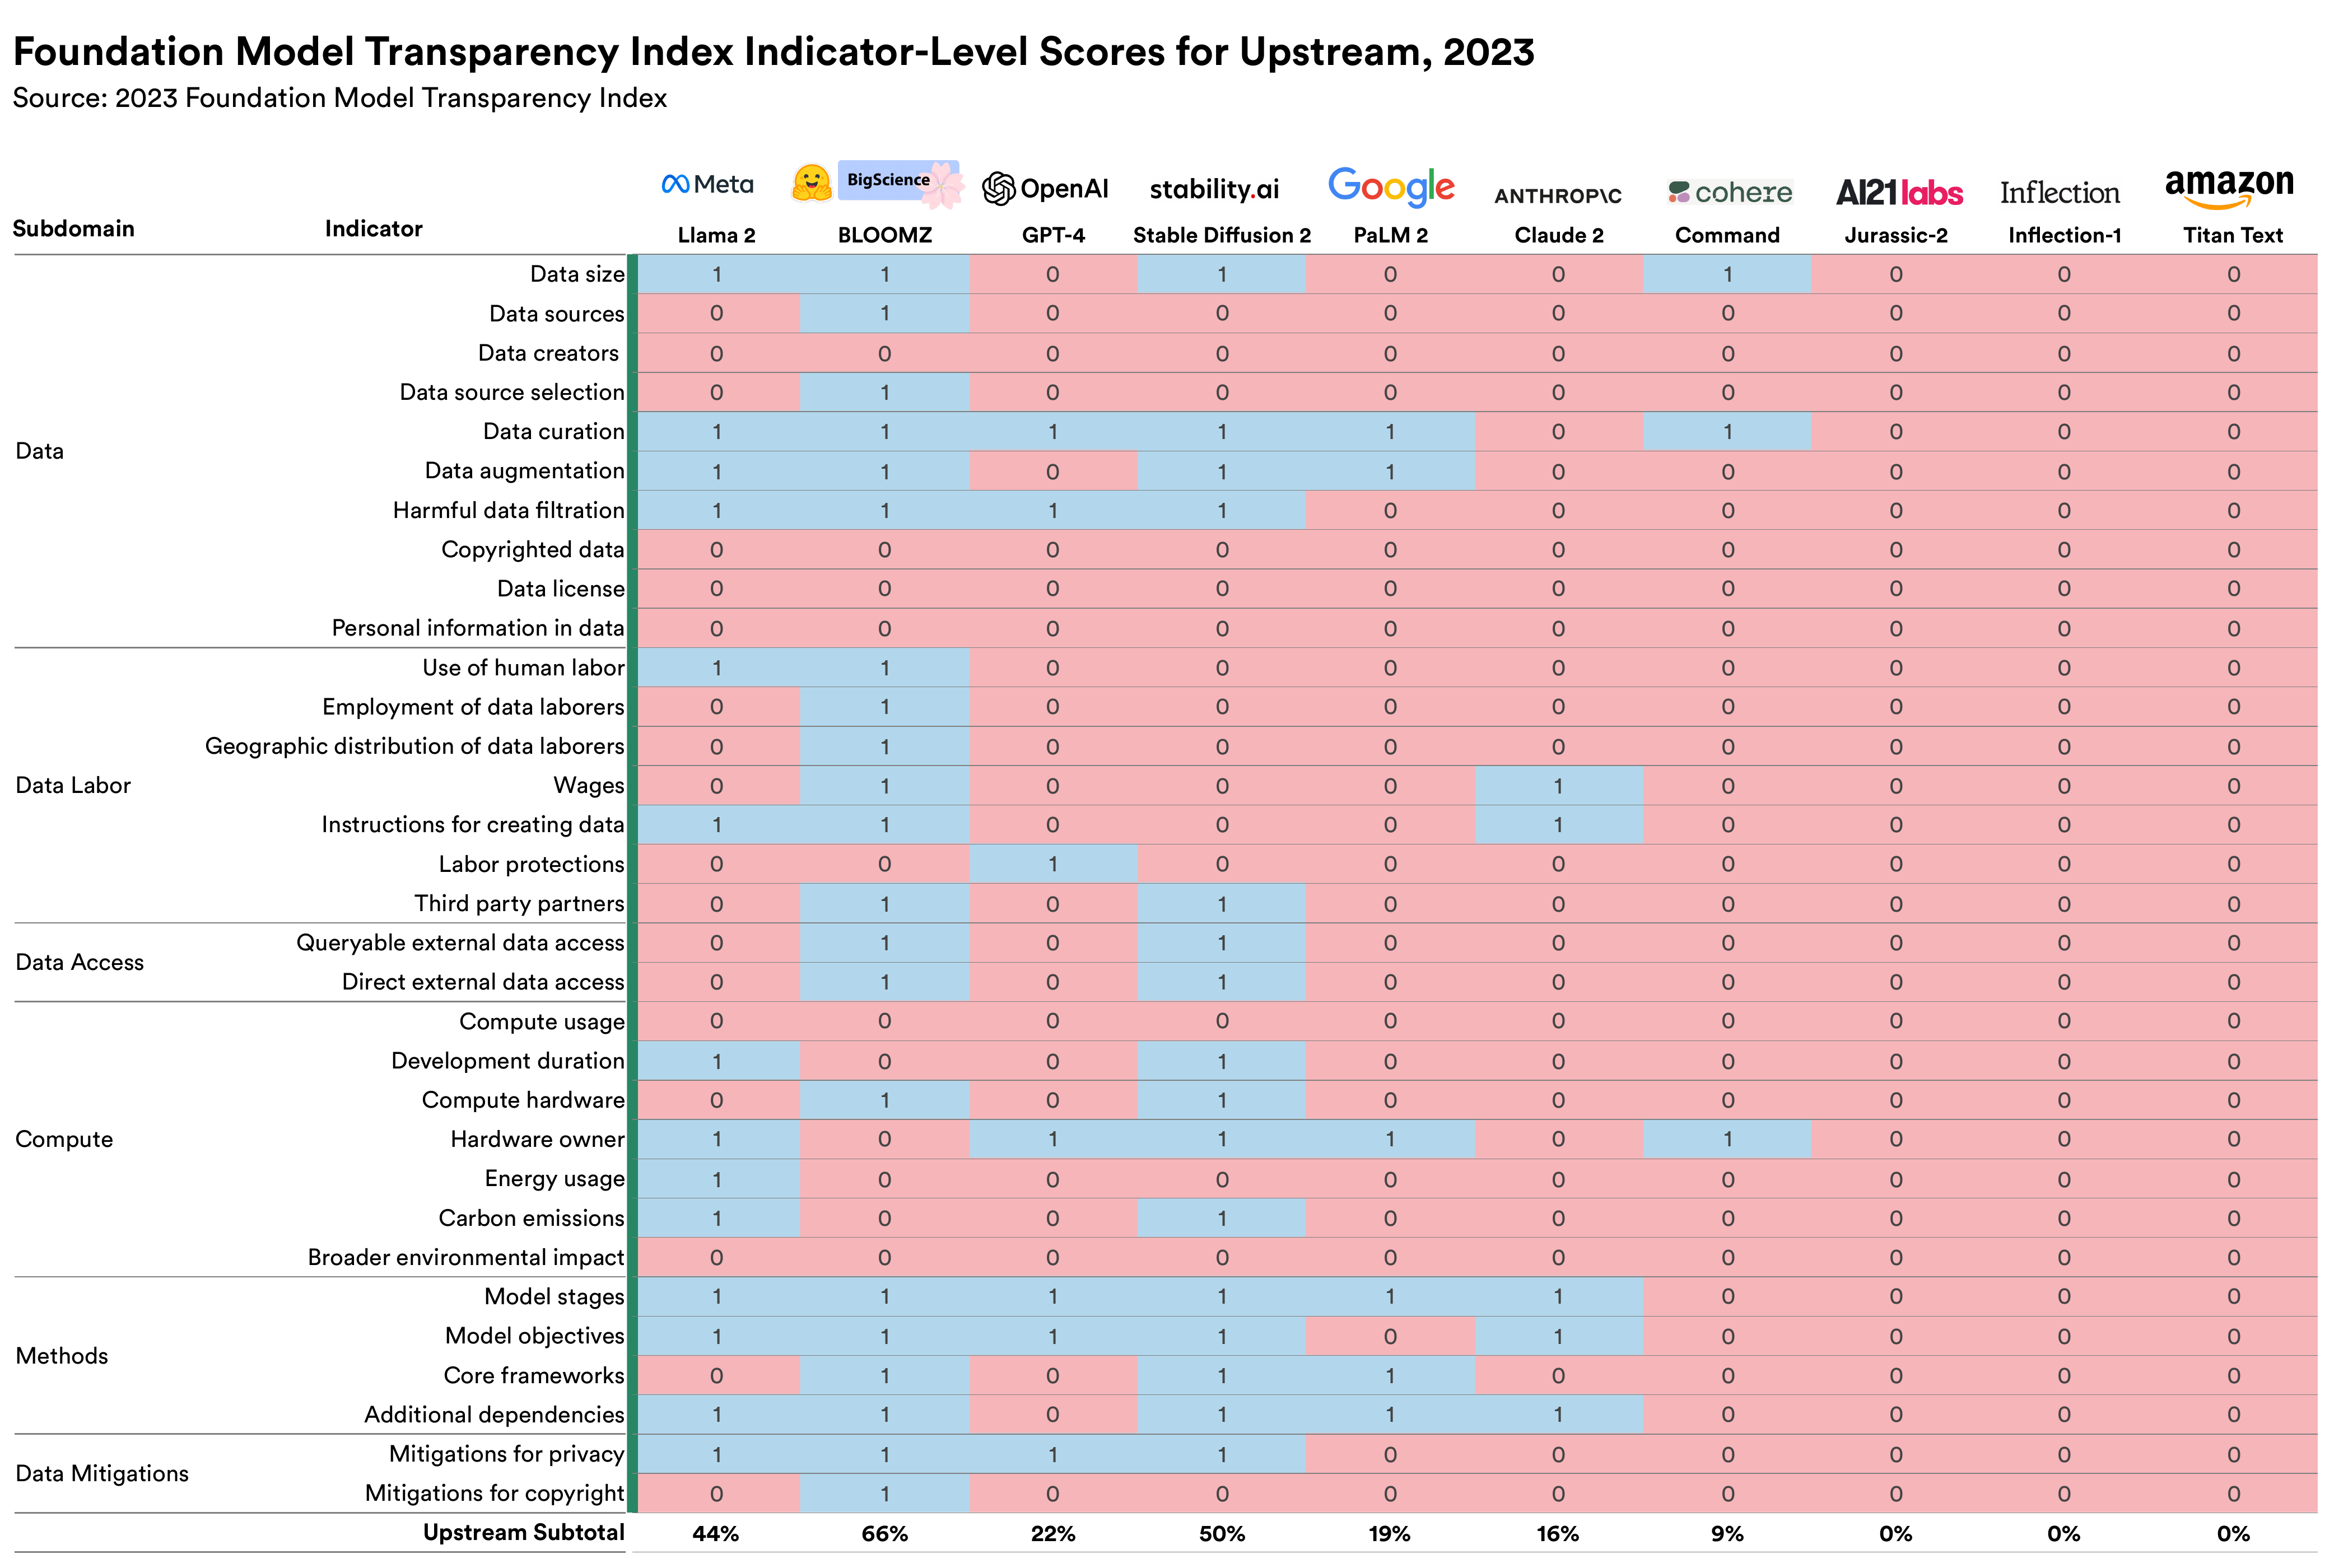 Foundation Model Transparency Index Indicator-Level Scores for Upstream, 2023
Source: 2023 Foundation Model Transparency Index
Meta BigScience OpenAI stability.ai Google ANTHROP\C cohere AI21labs Inflection amazon
Subdomain Indicator Llama 2 BLOOMZ GPT-4 Stable Diffusion 2 PaLM 2 Claude 2 Command Jurassic-2 Inflection-1 Titan Text
Data size 1 1 0 1 0 0 1 0 0 0
Data sources 0 1 0 0 0 0 0 0 0 0
Data creators 0 0 0 0 0 0 0 0 0 0
Data source selection 0 1 0 0 0 0 0 0 0 0
Data curation 1 1 1 1 1 0 1 0 0 0
Data
Data augmentation 1 1 0 1 1 0 0 0 0 0
Harmful data filtration 1 1 1 1 0 0 0 0 0 0
Copyrighted data 0 0 0 0 0 0 0 0 0 0
Data license 0 0 0 0 0 0 0 0 0 0
Personal information in data 0 0 0 0 0 0 0 0 0 0
Use of human labor 1 1 0 0 0 0 0 0 0 0
Employment of data laborers 0 1 0 0 0 0 0 0 0 0
Geographic distribution of data laborers 0 1 0 0 0 0 0 0 0 0
Data Labor Wages 0 1 0 0 0 1 0 0 0 0
Instructions for creating data 1 1 0 0 0 1 0 0 0 0
Labor protections 0 0 1 0 0 0 0 0 0 0
Third party partners 0 1 0 1 0 0 0 0 0 0
Queryable external data access 0 1 0 1 0 0 0 0 0 0
Data Access
Direct external data access 0 1 0 1 0 0 0 0 0 0
Compute usage 0 0 0 0 0 0 0 0 0 0
Development duration 1 0 0 1 0 0 0 0 0 0
Compute hardware 0 1 0 1 0 0 0 0 0 0
Compute Hardware owner 1 0 1 1 1 0 1 0 0 0
Energy usage 1 0 0 0 0 0 0 0 0 0
Carbon emissions 1 0 0 1 0 0 0 0 0 0
Broader environmental impact 0 0 0 0 0 0 0 0 0 0
Model stages 1 1 1 1 1 1 0 0 0 0
Model objectives 1 1 1 1 0 1 0 0 0 0
Methods
Core frameworks 0 1 0 1 1 0 0 0 0 0
Additional dependencies 1 1 0 1 1 1 0 0 0 0
Mitigations for privacy 1 1 1 1 0 0 0 0 0 0
Data Mitigations
Mitigations for copyright 0 1 0 0 0 0 0 0 0 0
Upstream Subtotal 44% 66% 22% 50% 19% 16% 9% 0% 0% 0%